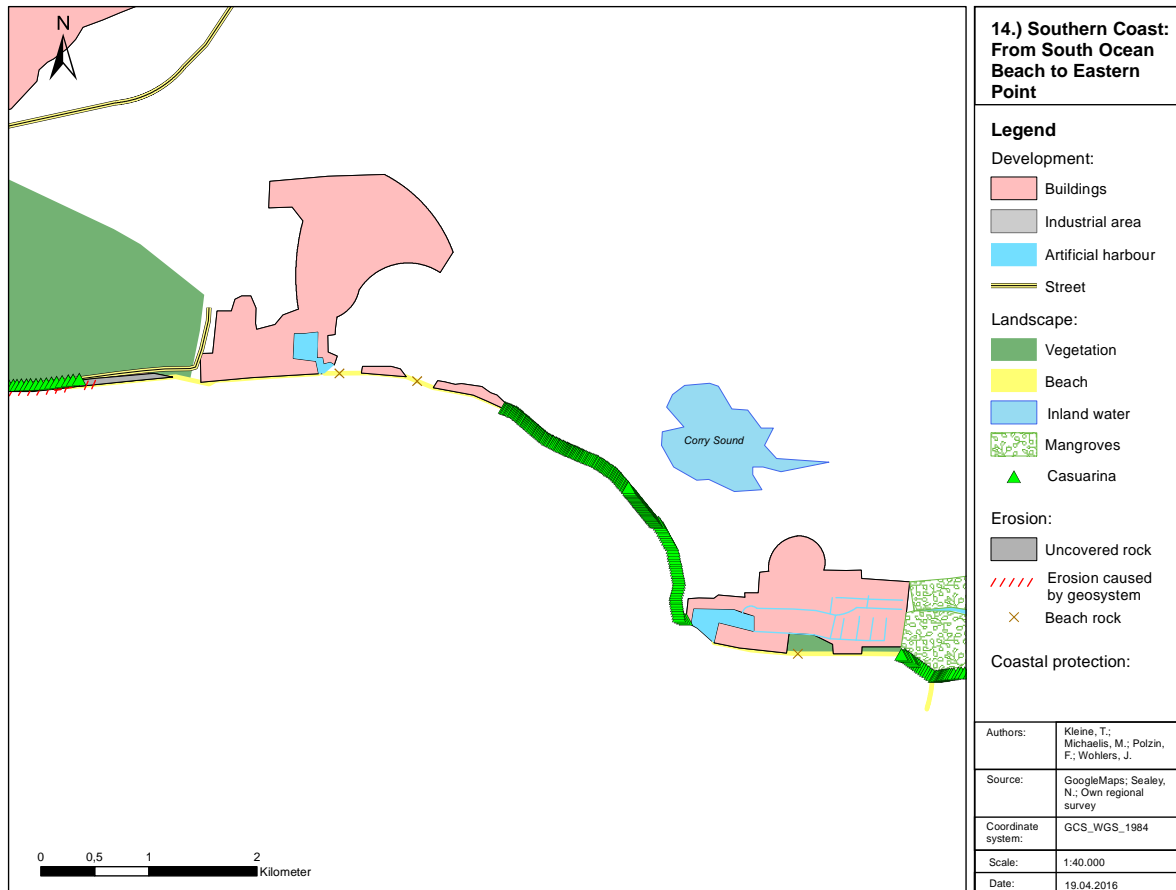 N
Corry Sound
0 0,5 1 2
Kilometer
14.) Southern Coast:
From South Ocean
Beach to Eastern
Point
Legend
Development:
Buildings
Industrial area
Artificial harbour
Street
Landscape:
Vegetation
Beach
Inland water
Mangroves
Casuarina
Erosion:
Uncovered rock
Erosion caused
by geosystem
Beach rock
Coastal protection:
Authors: Kleine, T.;
Michaelis, M.; Polzin,
F.; Wohlers, J.
Source: GoogleMaps; Sealey,
N.; Own regional
survey
Coordinate GCS_WGS_1984
system:
Scale: 1:40.000
Date: 19.04.2016